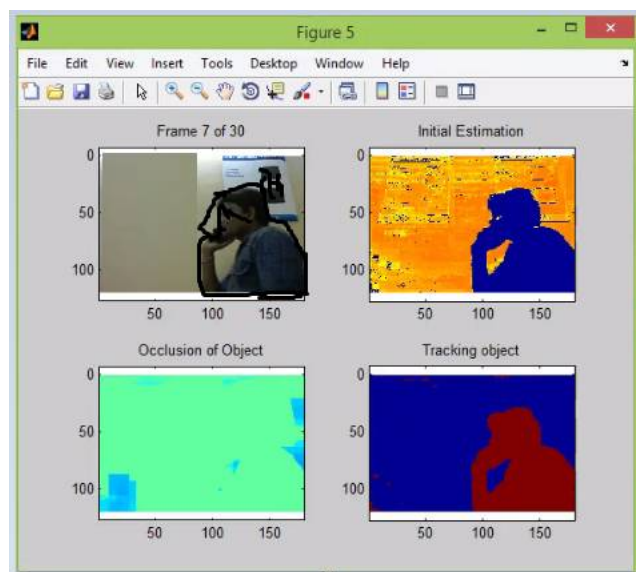 Figure 5
File Edit View Insert Tools Desktop Window Help
Frame 7 of 30
Initial Estimation
0
50
100
50 100 150
0
50
100
50 100 150
Occlusion of Object
Tracking object
0
50
100
50 100 150
0
50
100
50 100 150